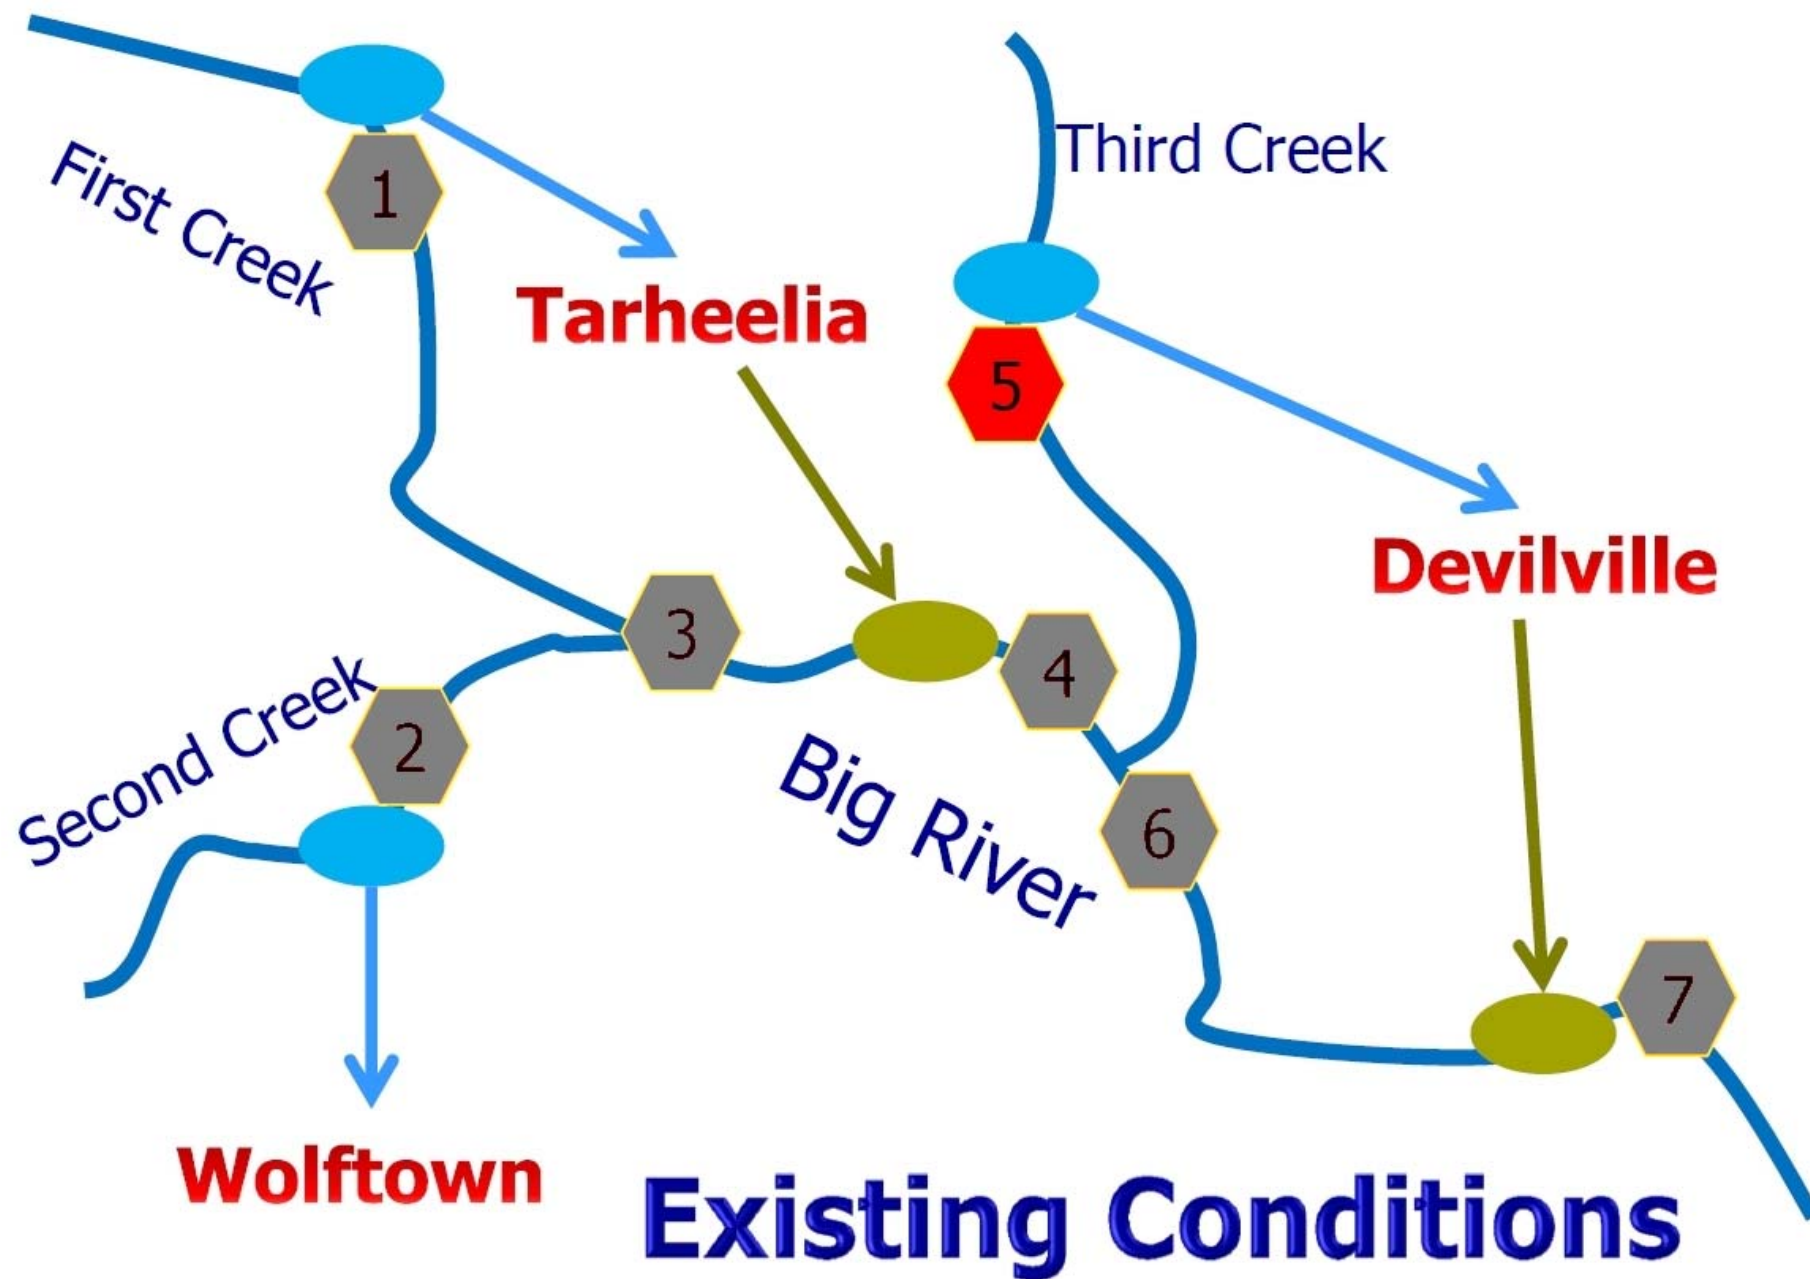 First Creek
1
Third Creek
Tarheelia
5
Devilville
3
4
Second Creek
2
Big River
6
7
Wolftown
Existing Conditions